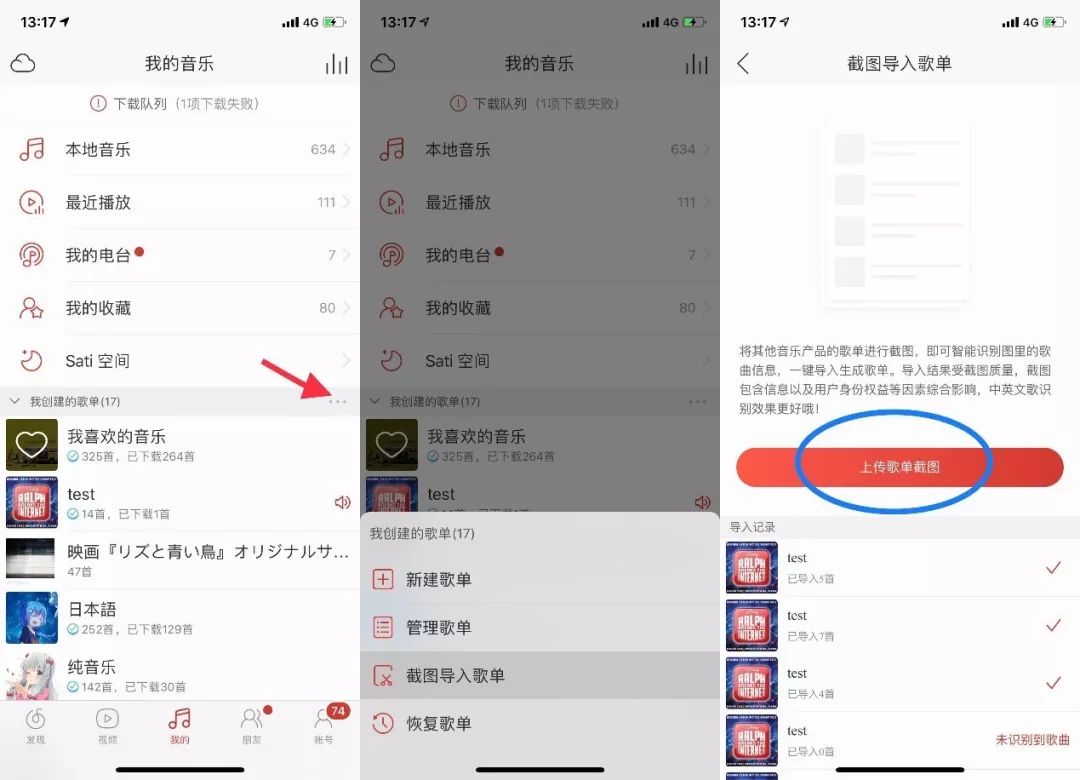 13:17
4G
我的音乐
下载队列（1项下载失败）
本地音乐 634
最近播放 111
我的电台 7
我的收藏 80
Sati 空间
我创建的歌单(17)
我喜欢的音乐
325首，已下载264首
test
14首，已下载1首
映画『リズと青い鳥』オリジナルサ...
47首
日本語
252首，已下载129首
纯音乐
142首，已下载30首
发现 视频 我的 朋友 帐号
74
13:17
4G
我的音乐
下载队列（1项下载失败）
本地音乐 634
最近播放 111
我的电台 7
我的收藏 80
Sati 空间
我创建的歌单(17)
我喜欢的音乐
325首，已下载264首
test
我创建的歌单(17)
新建歌单
管理歌单
截图导入歌单
恢复歌单
13:17
4G
截图导入歌单
将其他音乐产品的歌单进行截图，即可智能识别图里的歌
曲信息，一键导入生成歌单。导入结果受截图质量，截图
包含信息以及用户身份权益等因素综合影响，中英文歌识
别效果更好哦！
上传歌单截图
导入记录
RALPH
BREAKS THE
INTERNET
test
已导入5首
test
已导入7首
test
已导入4首
test
已导入0首
未识别到歌曲